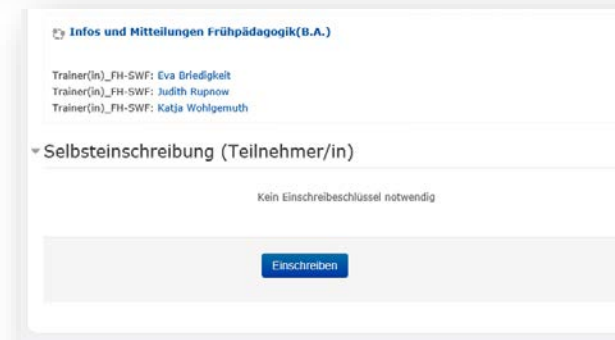 Infos und Mitteilungen Frühpädagogik(B.A.)
Trainer(in)_FH-SWF: Eva Briedigkeit
Trainer(in)_FH-SWF: Judith Rupnow
Trainer(in)_FH-SWF: Katja Wohlgemuth
Selbsteinschreibung (Teilnehmer/in)
Kein Einschreibeschlüssel notwendig
Einschreiben